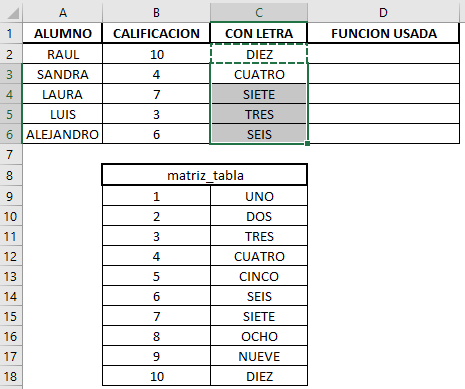 A B C D
1 ALUMNO CALIFICACION CON LETRA FUNCION USADA
2 RAUL 10 DIEZ
3 SANDRA 4 CUATRO
4 LAURA 7 SIETE
5 LUIS 3 TRES
6 ALEJANDRO 6 SEIS
7
8 matriz_tabla
9 1 UNO
10 2 DOS
11 3 TRES
12 4 CUATRO
13 5 CINCO
14 6 SEIS
15 7 SIETE
16 8 OCHO
17 9 NUEVE
18 10 DIEZ